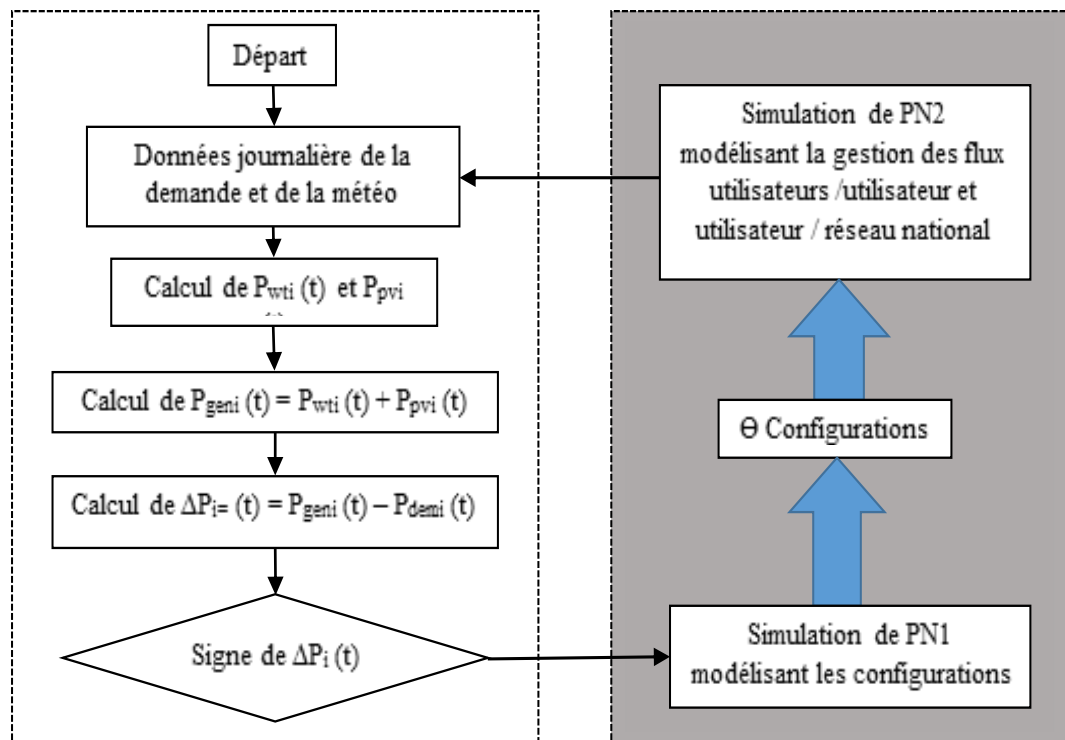 Départ
Données journalière de la
demande et de la météo
Calcul de Pwti (t) et Ppvi
Calcul de Pgeni (t) = Pwti (t) + Ppvi (t)
Calcul de ΔPi= (t) = Pgeni (t) – Pdemi (t)
Signe de ΔPi (t)
Simulation de PN2
modélisant la gestion des flux
utilisateurs /utilisateur et
utilisateur / réseau national
Ө Configurations
Simulation de PN1
modélisant les configurations